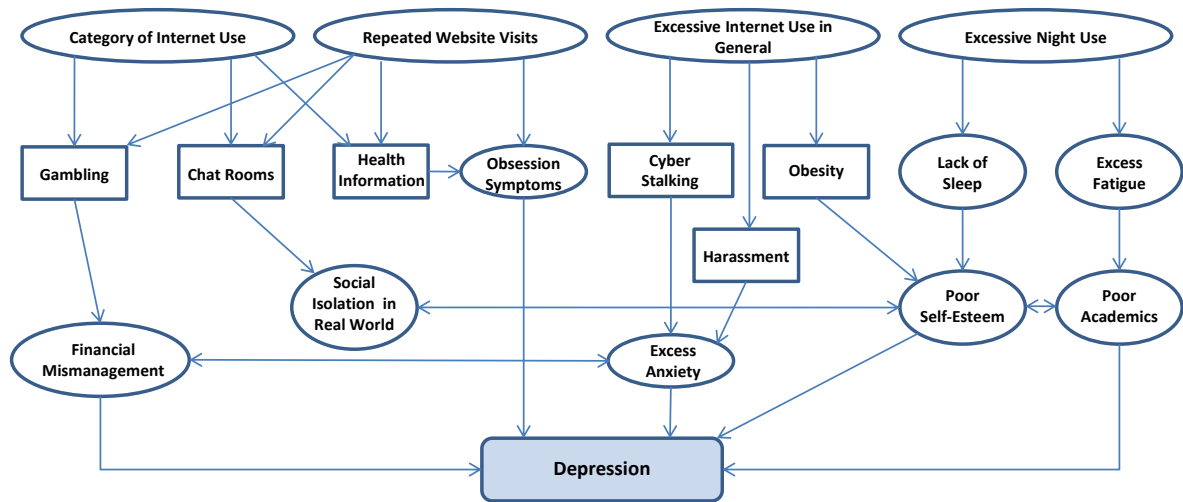 Category of Internet Use
Repeated Website Visits
Excessive Internet Use in
General
Excessive Night Use
Gambling
Chat Rooms
Health
Information
Obsession
Symptoms
Cyber
Stalking
Obesity
Lack of
Sleep
Excess
Fatigue
Harassment
Social
Isolation in
Real World
Poor
Self-Esteem
Poor
Academics
Financial
Mismanagement
Excess
Anxiety
Depression